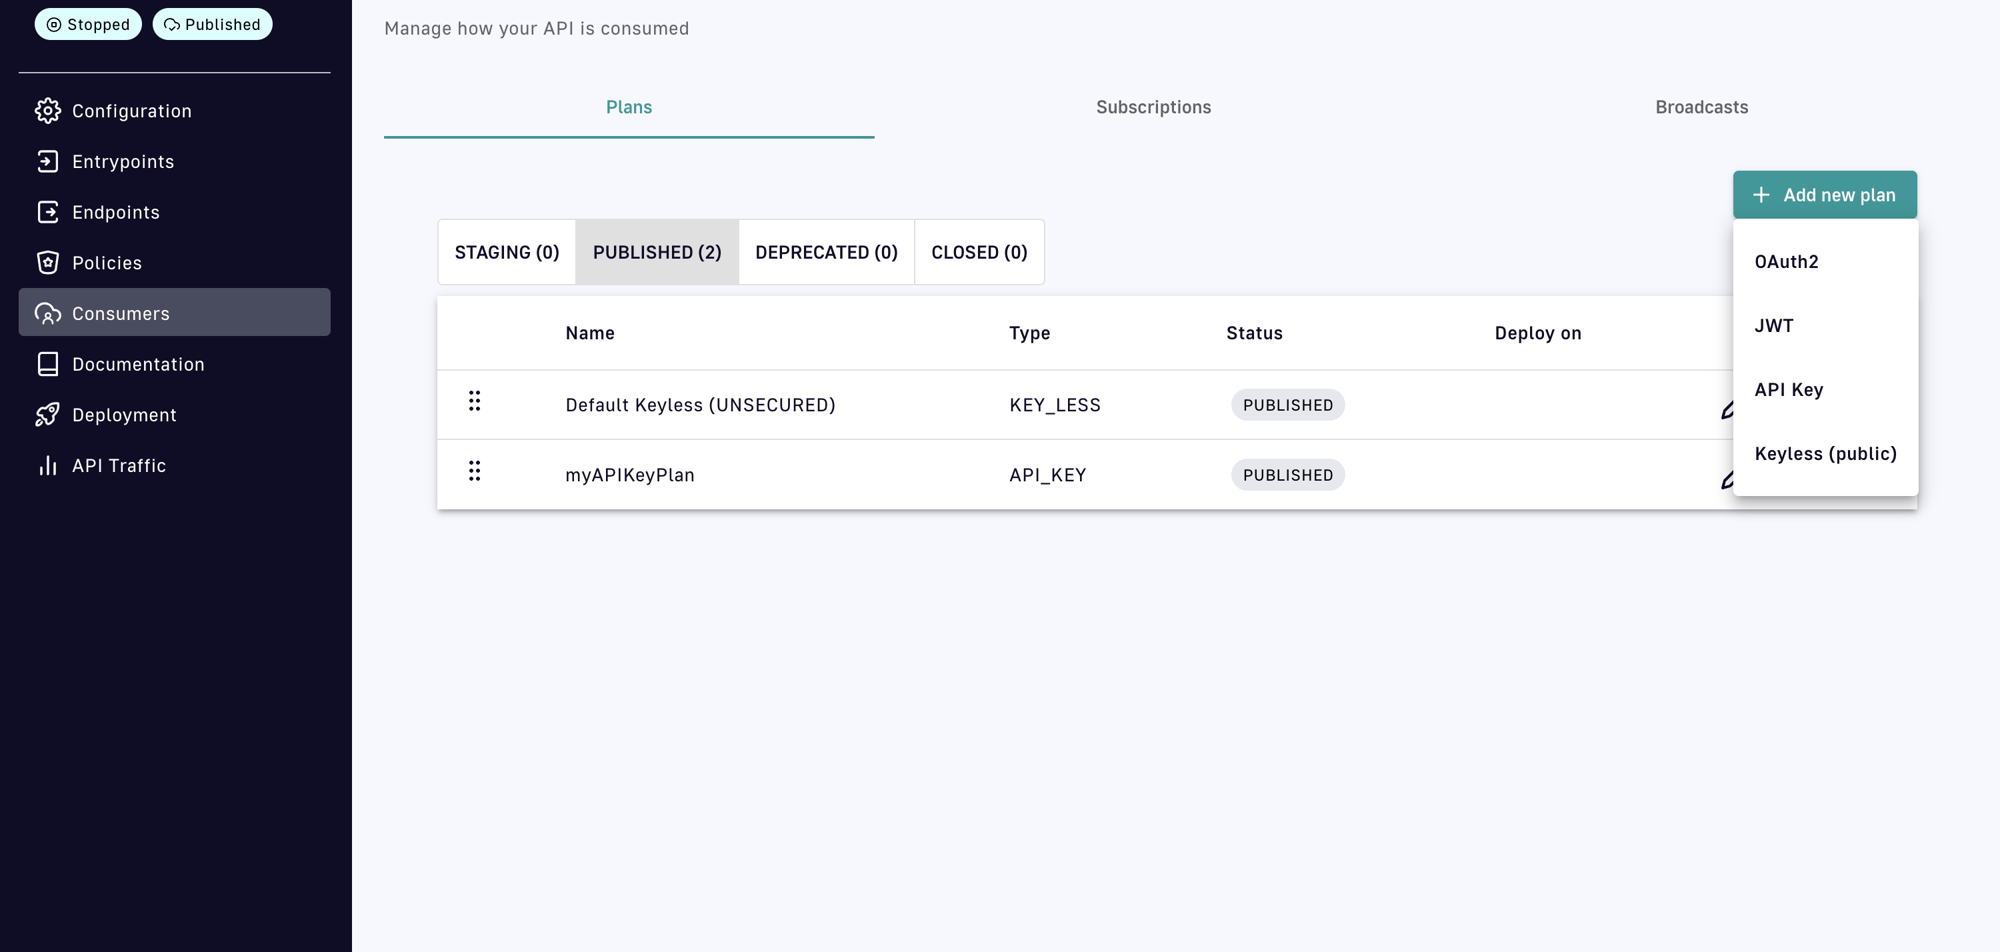 Stopped
Published
Configuration
Entrypoints
Endpoints
Policies
Consumers
Documentation
Deployment
API Traffic
Manage how your API is consumed
Plans
Subscriptions
Broadcasts
Add new plan
OAuth2
JWT
API Key
Keyless (public)
STAGING (0)
PUBLISHED (2)
DEPRECATED (0)
CLOSED (0)
Name Type Status Deploy on
Default Keyless (UNSECURED) KEY_LESS PUBLISHED
myAPIKeyPlan API_KEY PUBLISHED